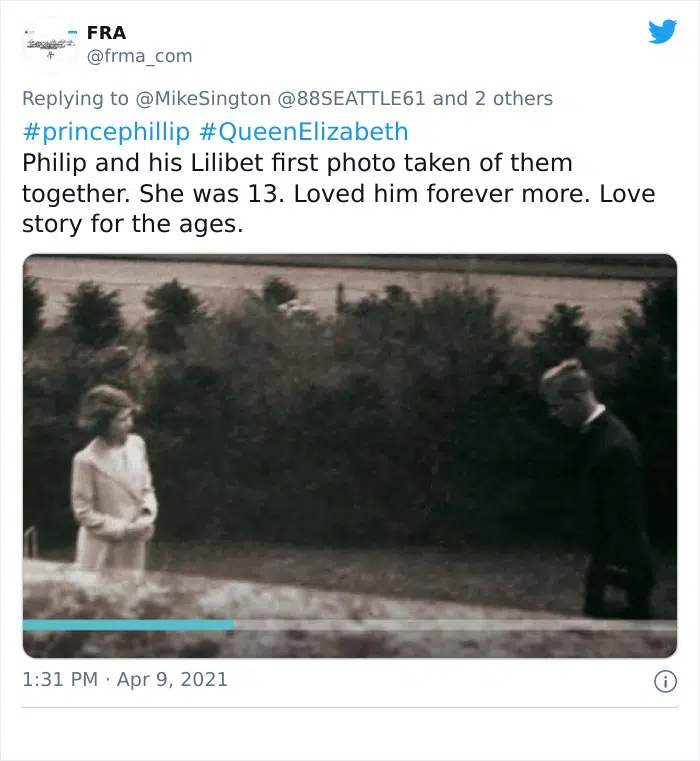 FRA
@frma_com
Replying to @MikeSington @88SEATTLE61 and 2 others
#princephillip #QueenElizabeth
Philip and his Lilibet first photo taken of them
together. She was 13. Loved him forever more. Love
story for the ages.
1:31 PM · Apr 9, 2021